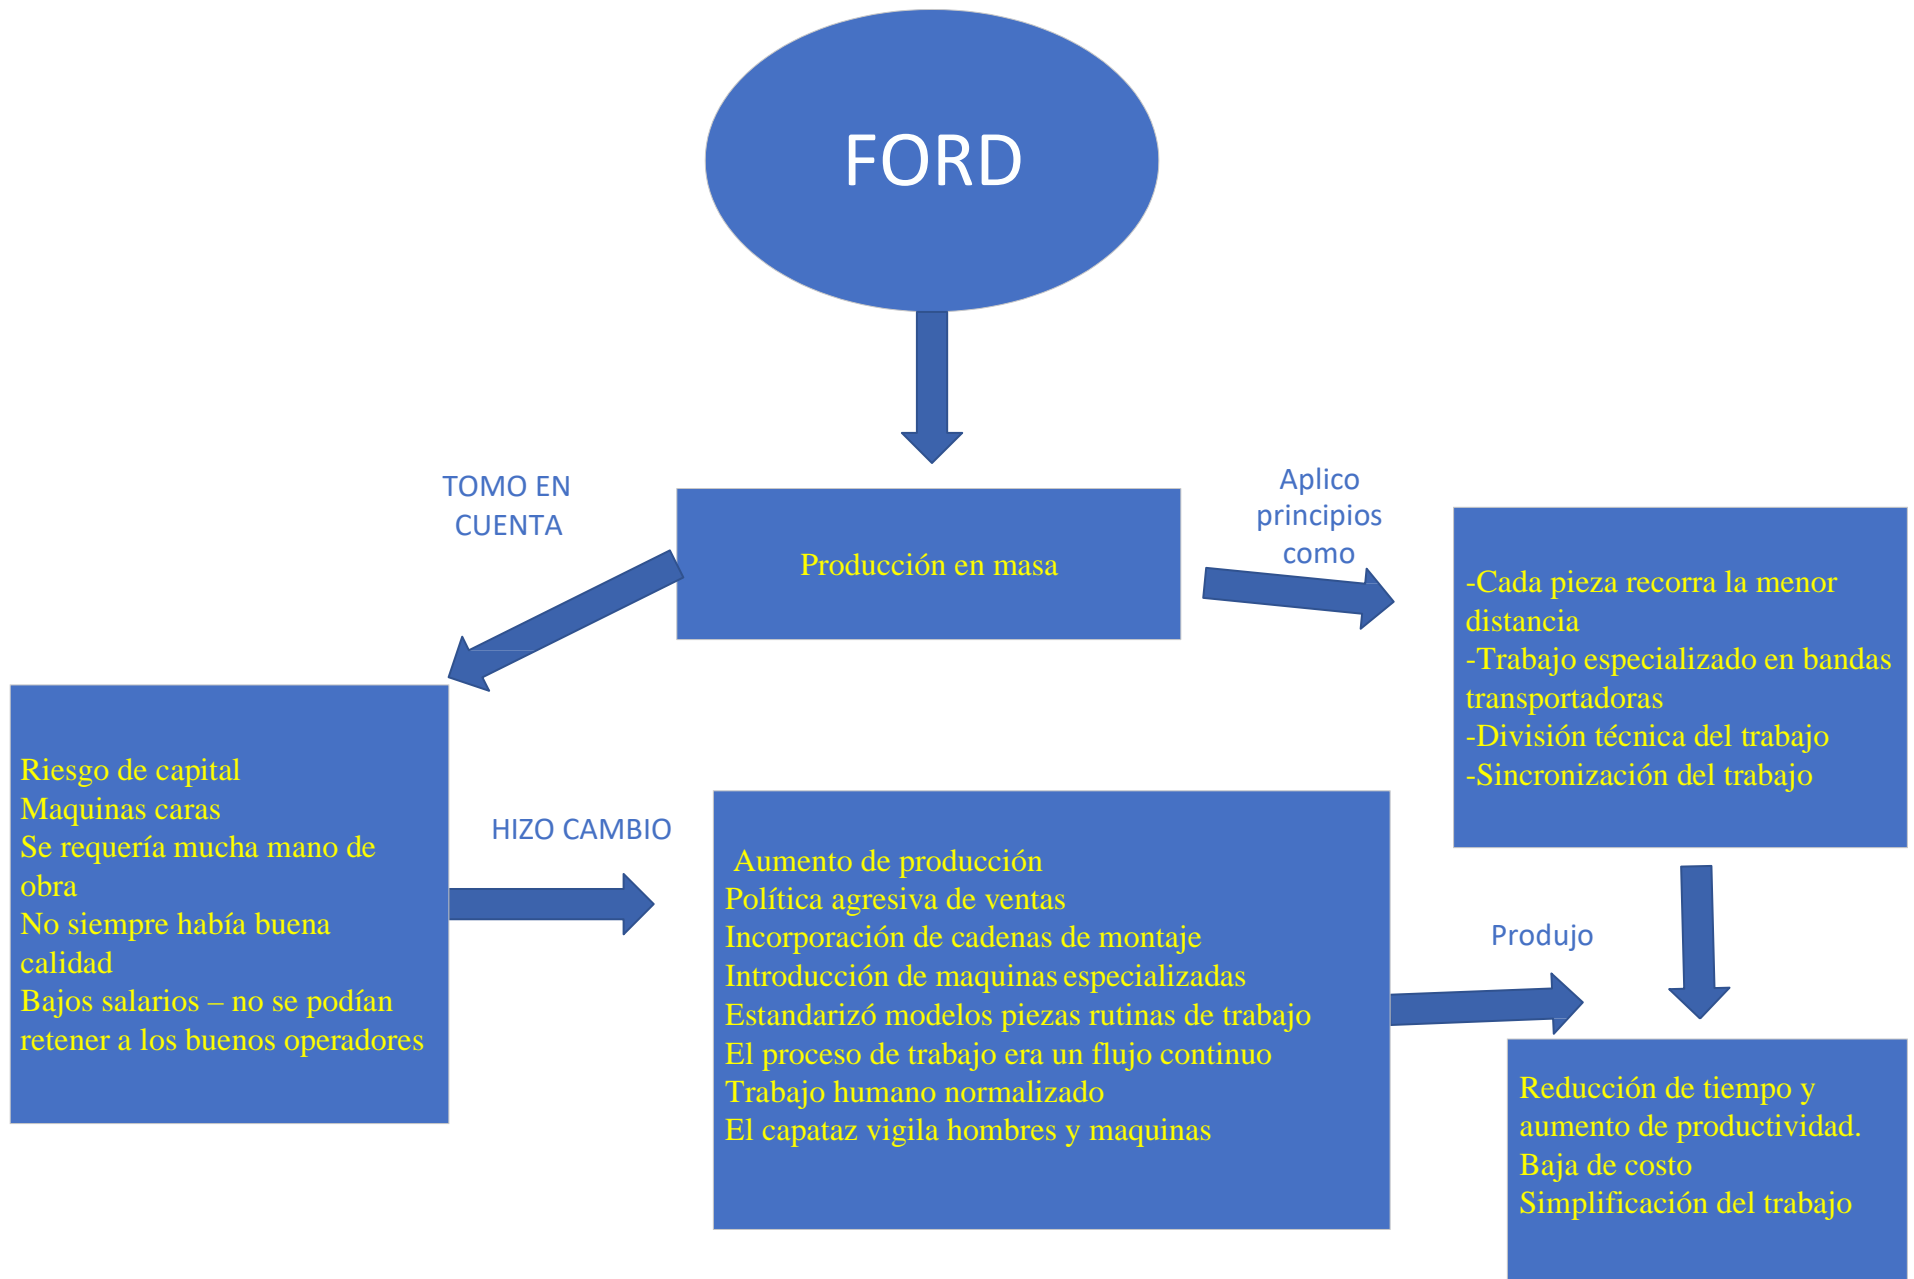 FORD
TOMO EN
CUENTA
Producción en masa
Aplico
principios
como
-Cada pieza recorra la menor
distancia
-Trabajo especializado en bandas
transportadoras
-División técnica del trabajo
-Sincronización del trabajo
Riesgo de capital
Maquinas caras
Se requería mucha mano de
obra
No siempre había buena
calidad
Bajos salarios – no se podían
retener a los buenos operadores
HIZO CAMBIO
Aumento de producción
Política agresiva de ventas
Incorporación de cadenas de montaje
Introducción de maquinas especializadas
Estandarizó modelos piezas rutinas de trabajo
El proceso de trabajo era un flujo continuo
Trabajo humano normalizado
El capataz vigila hombres y maquinas
Produjo
Reducción de tiempo y
aumento de productividad.
Baja de costo
Simplificación del trabajo